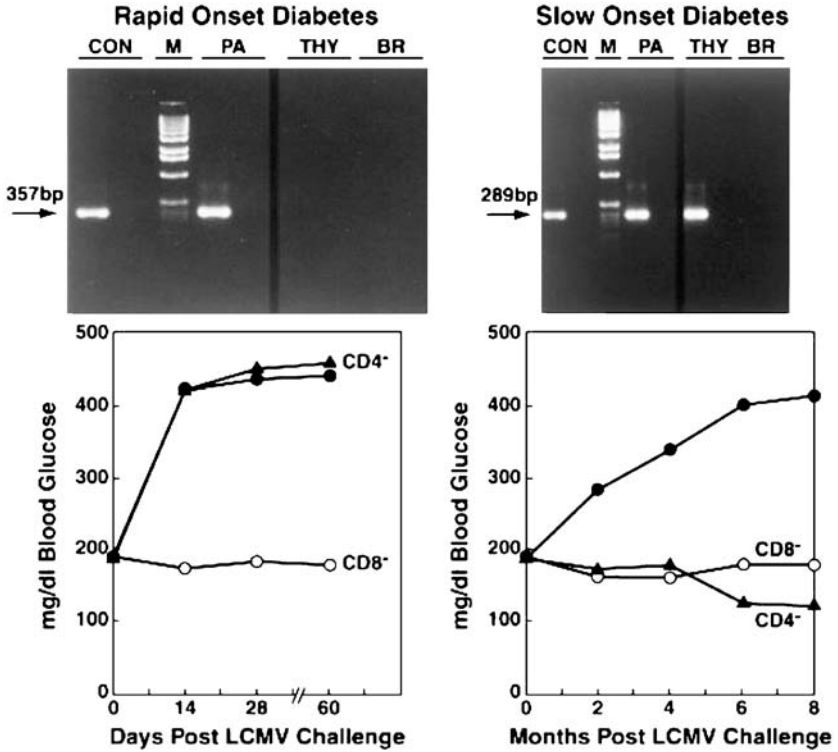 Rapid Onset Diabetes
CON M PA THY BR
357bp
500
400
300
200
100
0
mg/dl Blood Glucose
CD4-
CD8-
0 14 28 60
Days Post LCMV Challenge
Slow Onset Diabetes
CON M PA THY BR
289bp
500
400
300
200
100
0
mg/dl Blood Glucose
CD8-
CD4-
0 2 4 6 8
Months Post LCMV Challenge